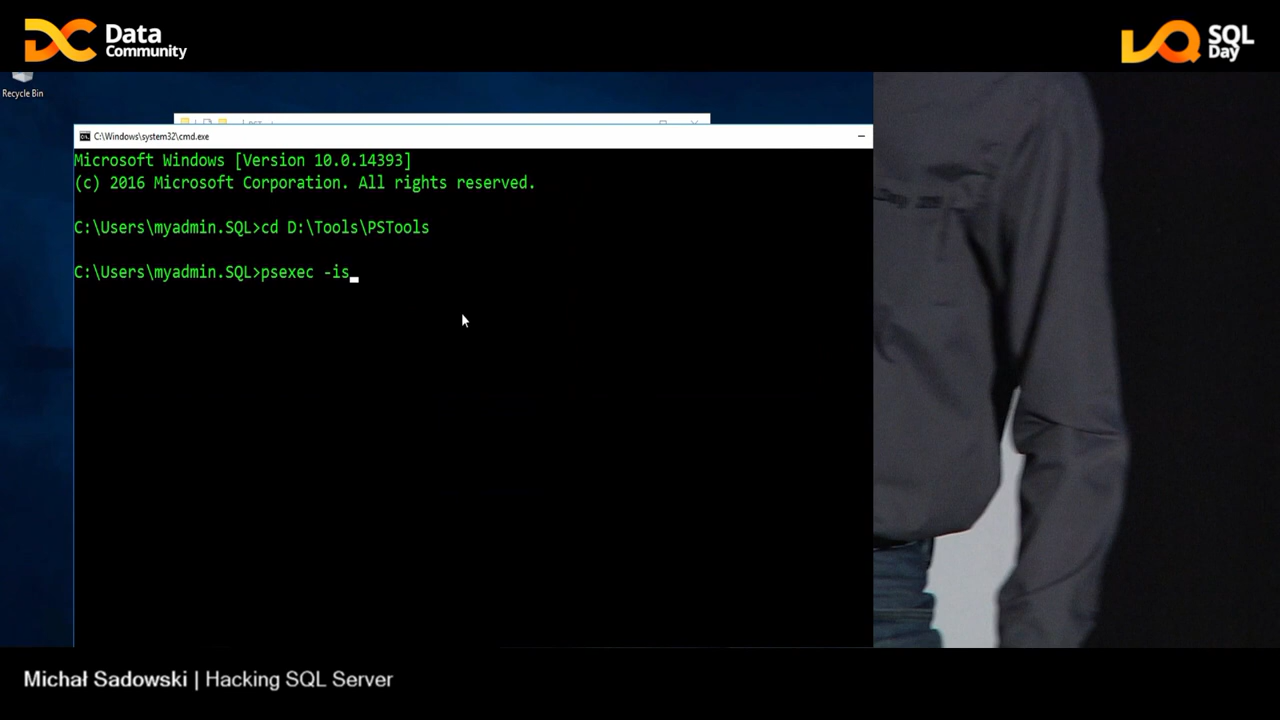 Data
Community
SQL
Day
Recycle Bin
C:\Windows\system32\cmd.exe
Microsoft Windows [Version 10.0.14393]
(c) 2016 Microsoft Corporation. All rights reserved.
C:\Users\myadmin.SQL>cd D:\Tools\PSTools
C:\Users\myadmin.SQL>psexec -is
Michał Sadowski | Hacking SQL Server